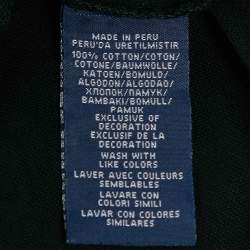 MADE IN PERU
PERU'DA URETILMISTIR
100% COTTON/COTON/
COTONE/BAUMWOLLE/
KATOEN/BOMULD/
ALGODON/ALGODAO/
ХЛОПОК/ПАМУК/
BAMBAKI/BOMULL/
PAMUK
EXCLUSIVE OF
DECORATION
EXCLUSIF DE LA
DECORATION
WASH WITH
LIKE COLORS
LAVER AVEC COULEURS
SEMBLABLES
LAVARE CON
COLORI SIMILI
LAVAR CON COLORES
SIMILARES